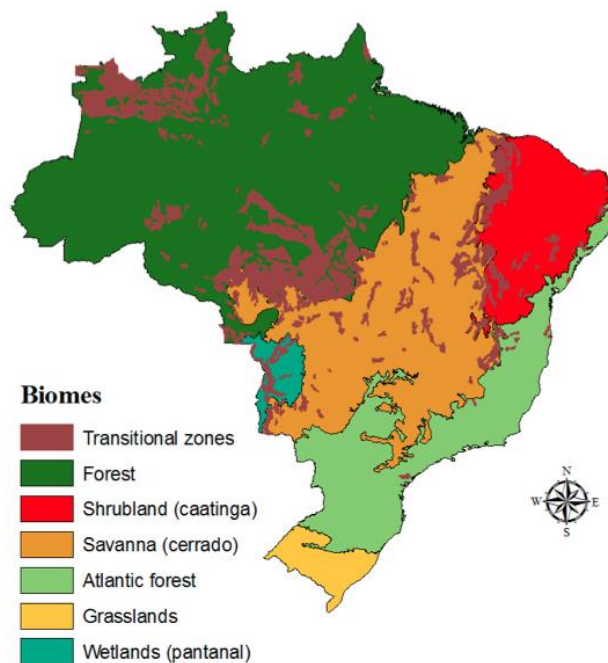 Biomes
Transitional zones
Forest
Shrubland (caatinga)
Savanna (cerrado)
Atlantic forest
Grasslands
Wetlands (pantanal)
N
W E
S